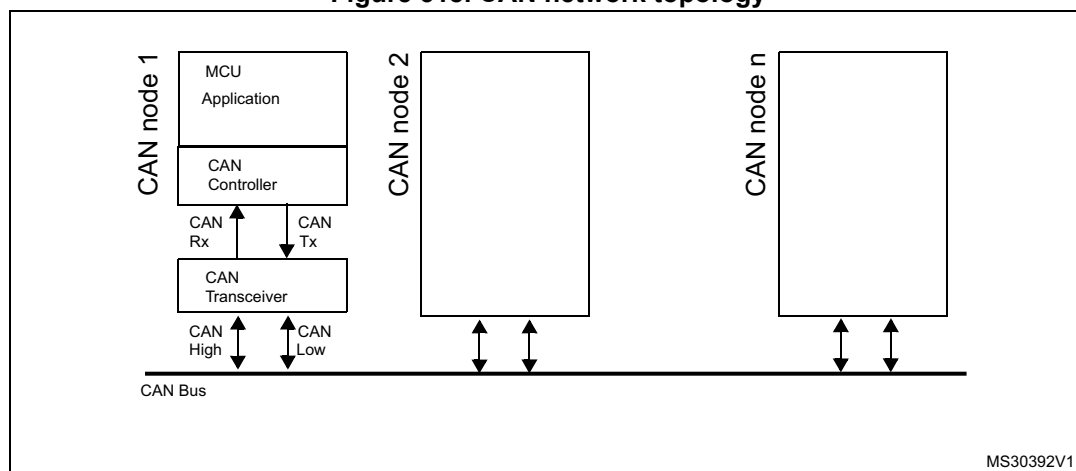 Figure CAN network topology
CAN node 1
MCU
Application
CAN
Controller
CAN
Rx
CAN
Tx
CAN
Transceiver
CAN
High
CAN
Low
CAN node 2
CAN node n
CAN Bus
MS30392V1